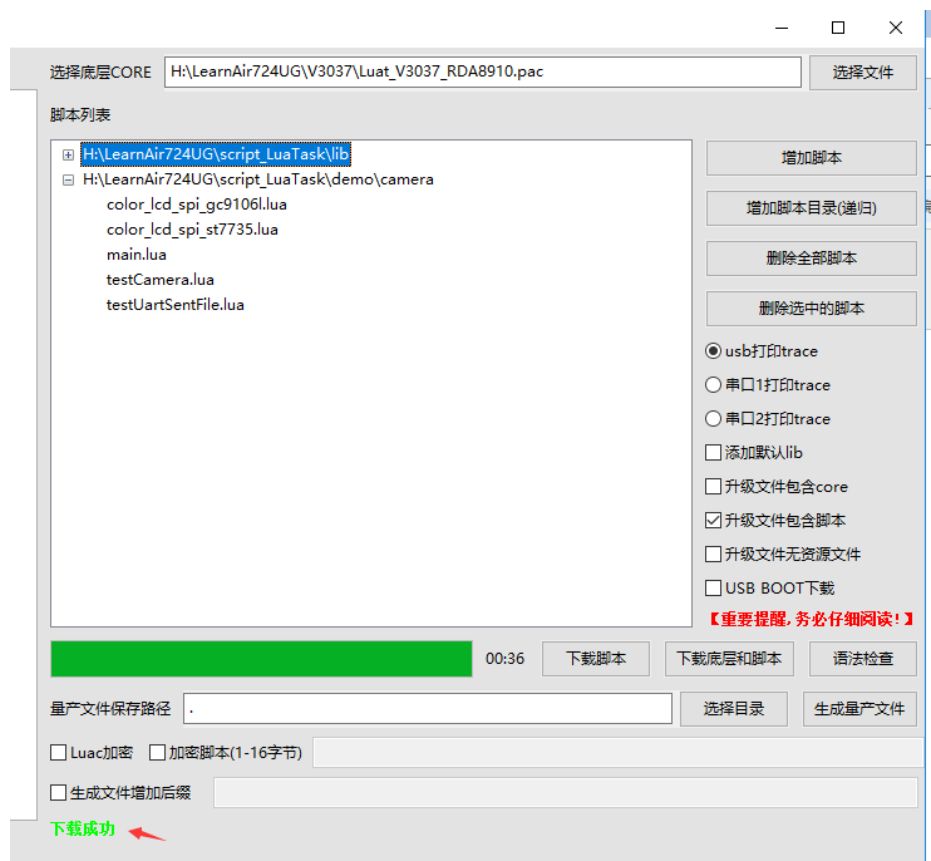 选择底层CORE H:\LearnAir724UG\V3037\Luat_V3037_RDA8910.pac 选择文件
脚本列表
H:\LearnAir724UG\script_LuaTask\lib 增加脚本
H:\LearnAir724UG\script_LuaTask\demo\camera
color_lcd_spi_gc9106l.lua 增加脚本目录(递归)
color_lcd_spi_st7735.lua
main.lua 删除全部脚本
testCamera.lua
testUartSentFile.lua 删除选中的脚本
usb打印trace
串口1打印trace
串口2打印trace
添加默认lib
升级文件包含core
升级文件包含脚本
升级文件无资源文件
USB BOOT下载
【重要提醒,务必仔细阅读!】
00:36 下载脚本 下载底层和脚本 语法检查
量产文件保存路径 . 选择目录 生成量产文件
Luac加密 加密脚本(1-16字节)
生成文件增加后缀
下载成功